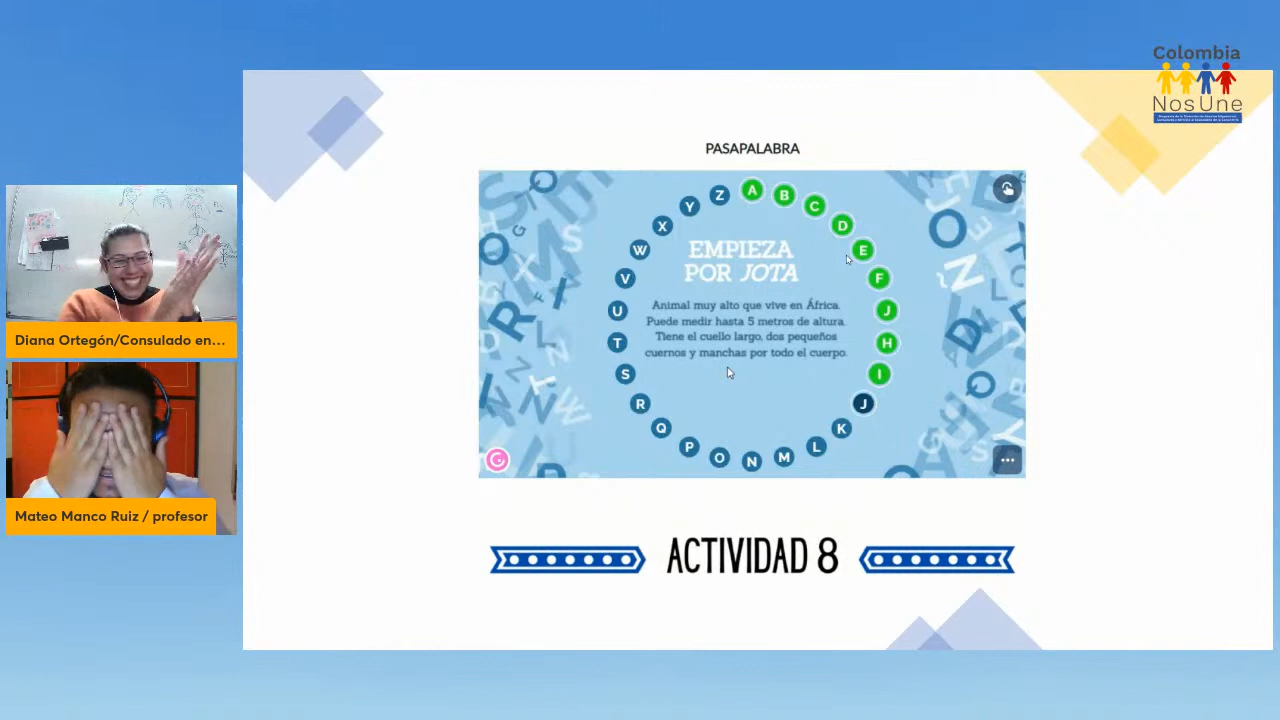 Colombia
NosUne
PASAPALABRA
A
B
C
D
E
F
J
H
I
J
K
L
M
N
O
P
Q
R
S
T
U
V
W
X
Y
Z
EMPIEZA
POR JOTA
Animal muy alto que vive en África.
Puede medir hasta 5 metros de altura.
Tiene el cuello largo, dos pequeños
cuernos y manchas por todo el cuerpo.
Diana Ortegón/Consulado en...
Mateo Manco Ruiz / profesor
ACTIVIDAD 8